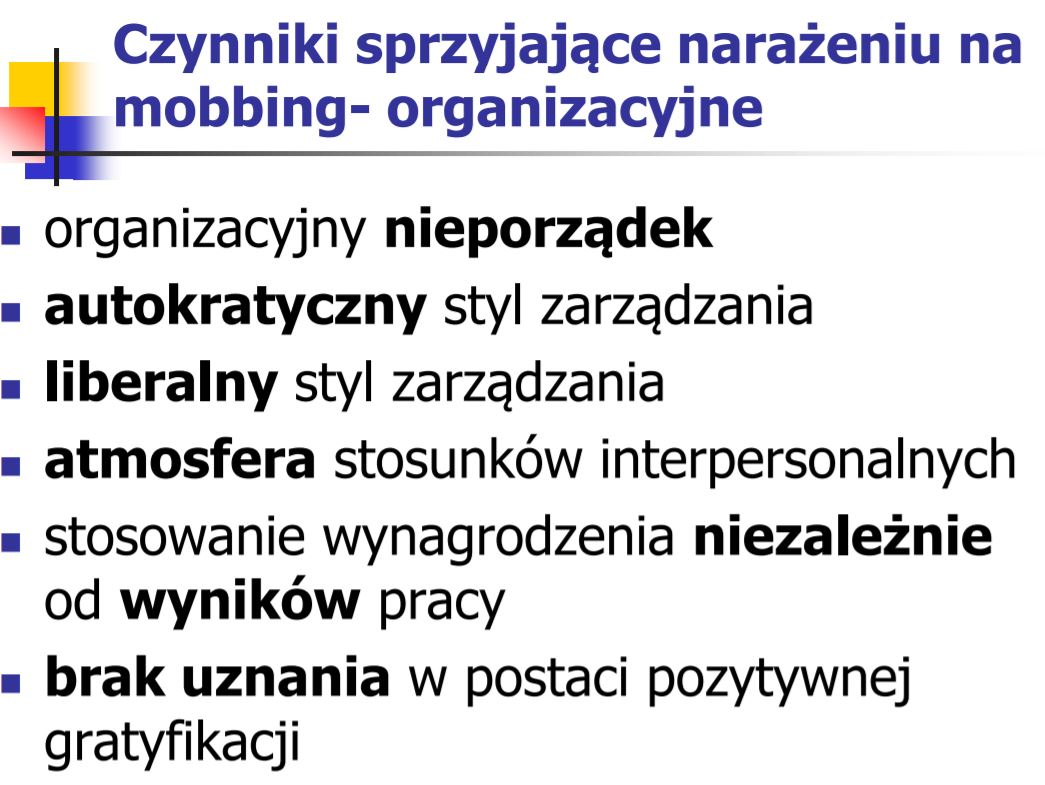 Czynniki sprzyjające narażeniu na
mobbing- organizacyjne
organizacyjny nieporządek
autokratyczny styl zarządzania
liberalny styl zarządzania
atmosfera stosunków interpersonalnych
stosowanie wynagrodzenia niezależnie
od wyników pracy
brak uznania w postaci pozytywnej
gratyfikacji